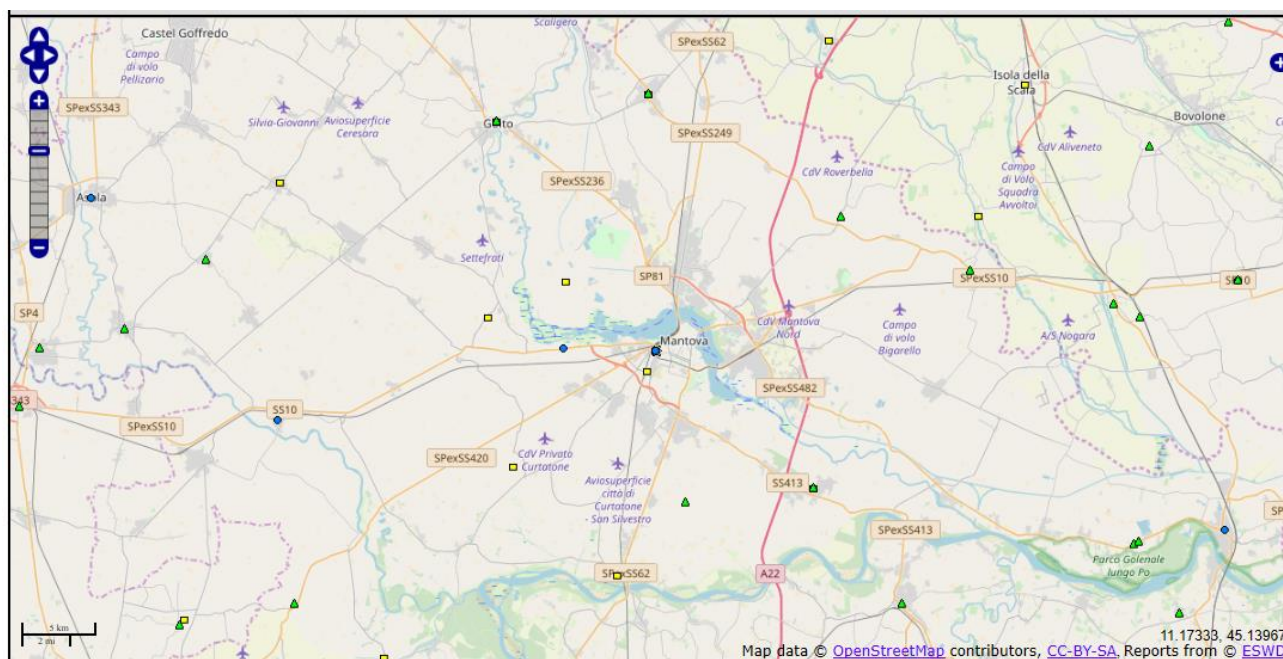 Castel Goffredo
Scaligero
SPexSS62
Campo
di volo
Pellizario
Isola della
Scala
SPexSS343
Silvia-Giovanni
Aviosuperficie
Ceresara
Goito
SPexSS249
Bovolone
CdV Aliveneto
CdV Roverbella
Campo
di Volo
Squadra
Avvoltoi
SPexSS236
Asola
Settefrati
SP81
SPexSS10
SP4
CdV Mantova
Nord
Campo
di volo
Bigarello
A/S Nogara
Mantova
SPexSS482
343
SS10
SPexSS10
SPexSS420
CdV Privato
Curtatone
Aviosuperficie
città di
Curtatone
- San Silvestro
SS413
SPexSS413
Parco Golenale
lungo Po
SPexSS62
A22
5 km
2 mi
11.17333, 45.13967
Map data © OpenStreetMap contributors, CC-BY-SA, Reports from © ESWD